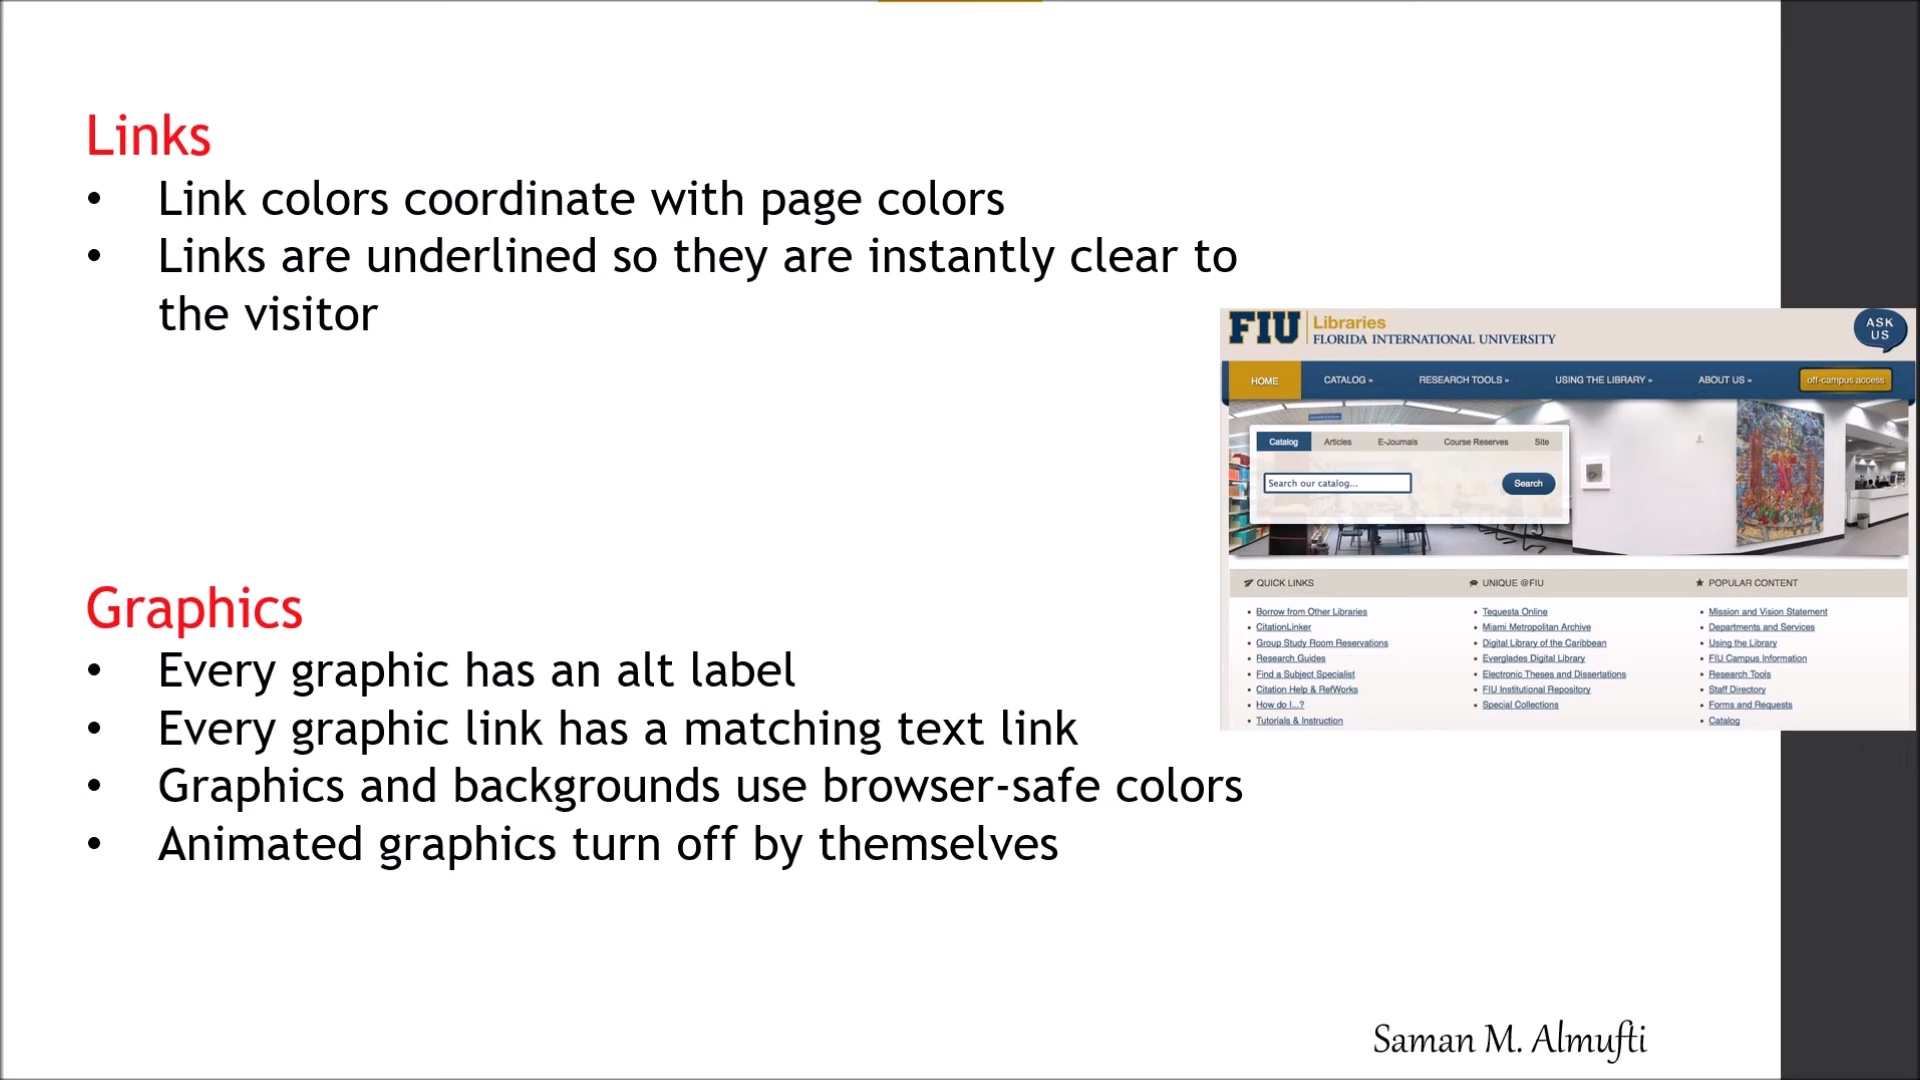 Links
• Link colors coordinate with page colors
• Links are underlined so they are instantly clear to
the visitor
Graphics
• Every graphic has an alt label
• Every graphic link has a matching text link
• Graphics and backgrounds use browser-safe colors
• Animated graphics turn off by themselves
FIU Libraries
FLORIDA INTERNATIONAL UNIVERSITY
ASK
US
HOME CATALOG » RESEARCH TOOLS » USING THE LIBRARY » ABOUT US » off-campus access
Catalog Articles E-Journals Course Reserves Site
Search our catalog... Search
QUICK LINKS
• Borrow from Other Libraries
• CitationLinker
• Group Study Room Reservations
• Research Guides
• Find a Subject Specialist
• Citation Help & RefWorks
• How do I...?
• Tutorials & Instruction
UNIQUE @FIU
• Tequesta Online
• Miami Metropolitan Archive
• Digital Library of the Caribbean
• Everglades Digital Library
• Electronic Theses and Dissertations
• FIU Institutional Repository
• Special Collections
POPULAR CONTENT
• Mission and Vision Statement
• Departments and Services
• Using the Library
• FIU Campus Information
• Research Tools
• Staff Directory
• Forms and Requests
• Catalog
Saman M. Almufti